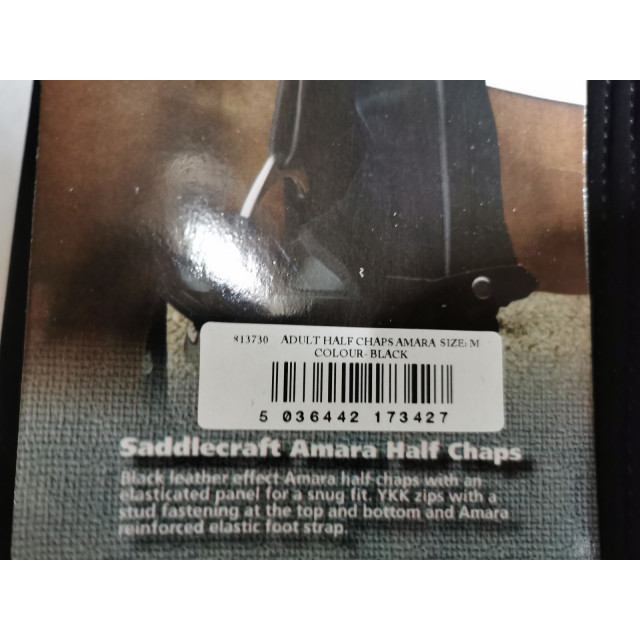 813730 ADULT HALF CHAPS AMARA SIZE: M
COLOUR- BLACK
5 036442 173427
Saddlecraft Amara Half Chaps
Black leather effect Amara half chaps with an
elasticated panel for a snug fit. YKK zips with a
stud fastening at the top and bottom and Amara
reinforced elastic foot strap.